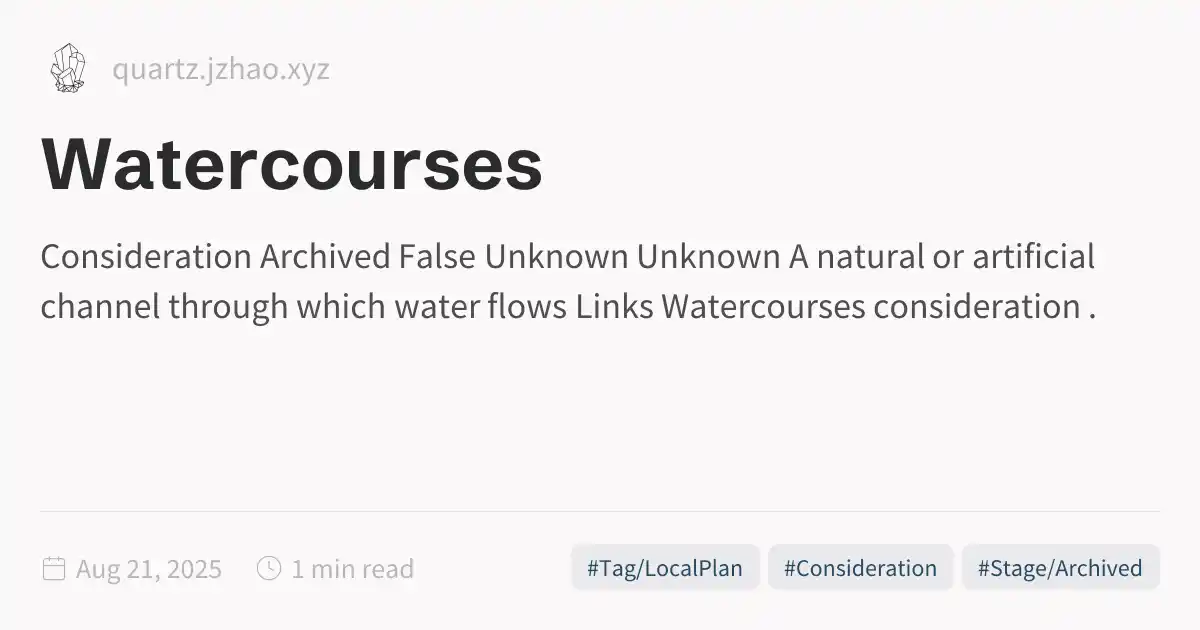 quartz.jzhao.xyz
Watercourses
Consideration Archived False Unknown Unknown A natural or artificial
channel through which water flows Links Watercourses consideration .
Aug 21, 2025 1 min read #Tag/LocalPlan #Consideration #Stage/Archived